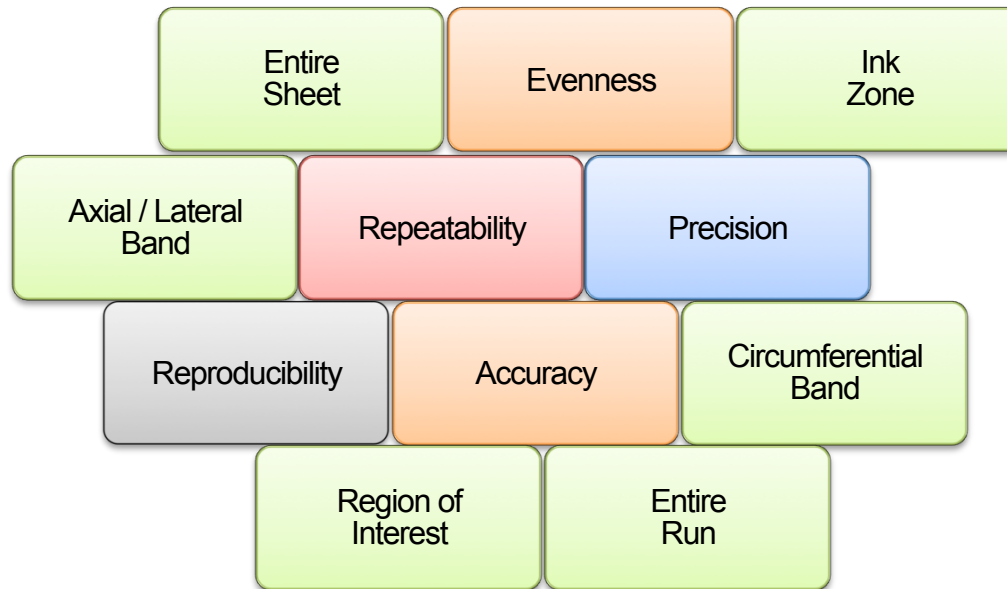 Entire
Sheet
Evenness
Ink
Zone
Axial / Lateral
Band
Repeatability
Precision
Reproducibility
Accuracy
Circumferential
Band
Region of
Interest
Entire
Run